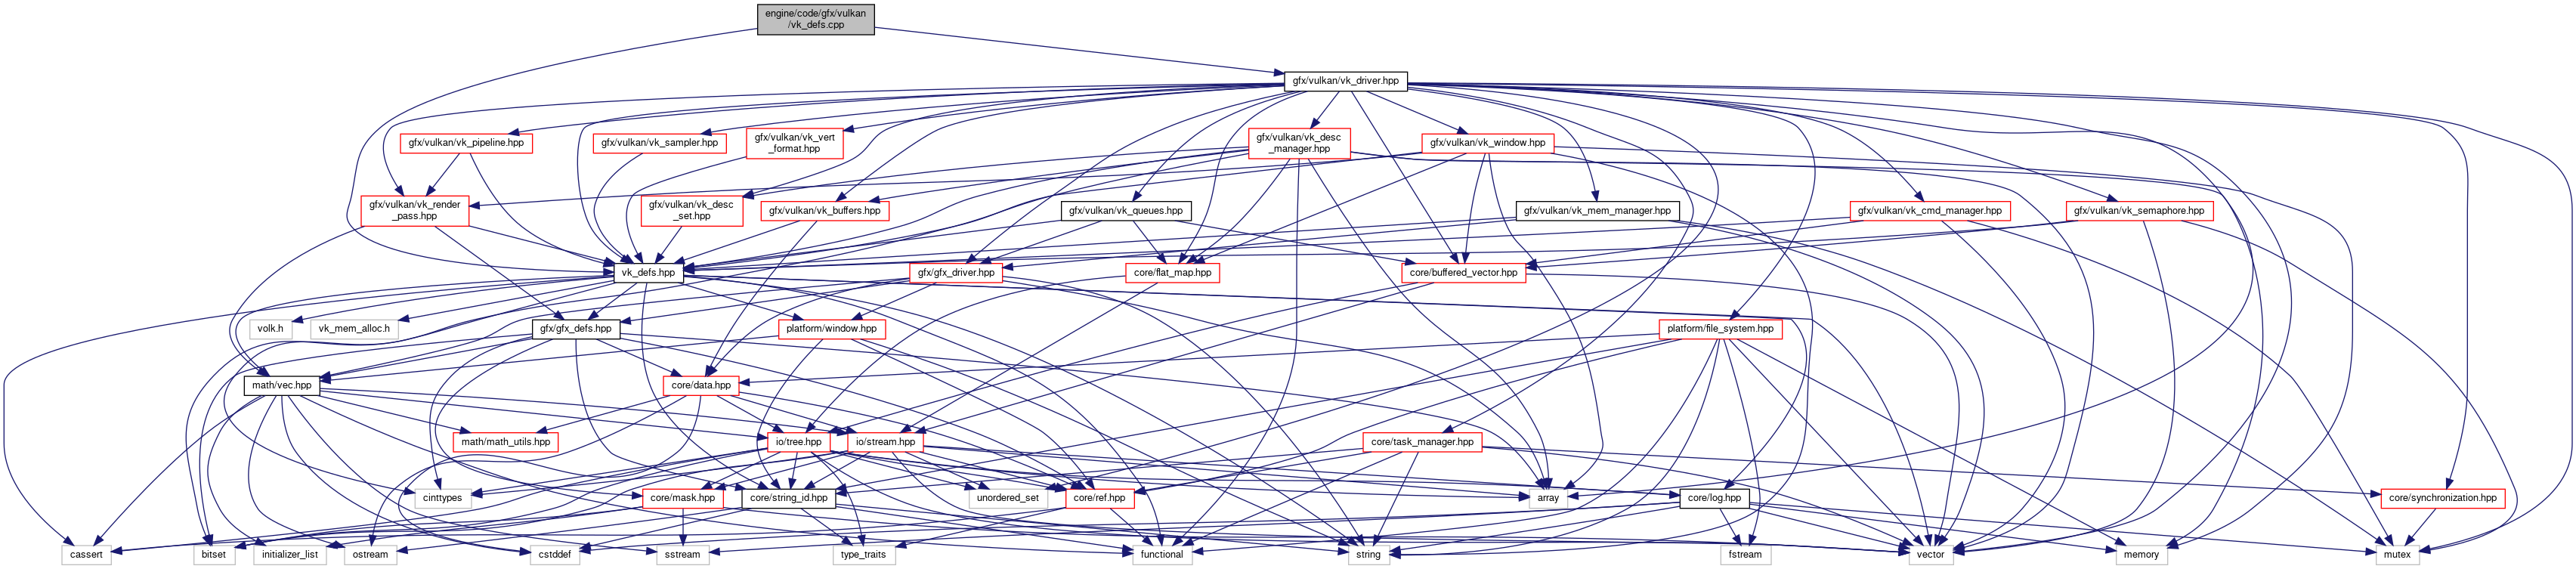 engine/code/gfx/vulkan
/vk_defs.cpp
gfx/vulkan/vk_driver.hpp
gfx/vulkan/vk_pipeline.hpp
gfx/vulkan/vk_sampler.hpp
gfx/vulkan/vk_vert
_format.hpp
gfx/vulkan/vk_desc
_manager.hpp
gfx/vulkan/vk_window.hpp
gfx/vulkan/vk_render
_pass.hpp
gfx/vulkan/vk_desc
_set.hpp
gfx/vulkan/vk_buffers.hpp
gfx/vulkan/vk_queues.hpp
gfx/vulkan/vk_mem_manager.hpp
gfx/vulkan/vk_cmd_manager.hpp
gfx/vulkan/vk_semaphore.hpp
vk_defs.hpp
gfx/gfx_driver.hpp
core/flat_map.hpp
core/buffered_vector.hpp
volk.h
vk_mem_alloc.h
gfx/gfx_defs.hpp
platform/window.hpp
platform/file_system.hpp
math/vec.hpp
core/data.hpp
math/math_utils.hpp
io/tree.hpp
io/stream.hpp
core/task_manager.hpp
cinttypes
core/mask.hpp
core/string_id.hpp
unordered_set
core/ref.hpp
array
core/log.hpp
core/synchronization.hpp
cassert
bitset
initializer_list
ostream
cstddef
sstream
type_traits
functional
string
fstream
vector
memory
mutex